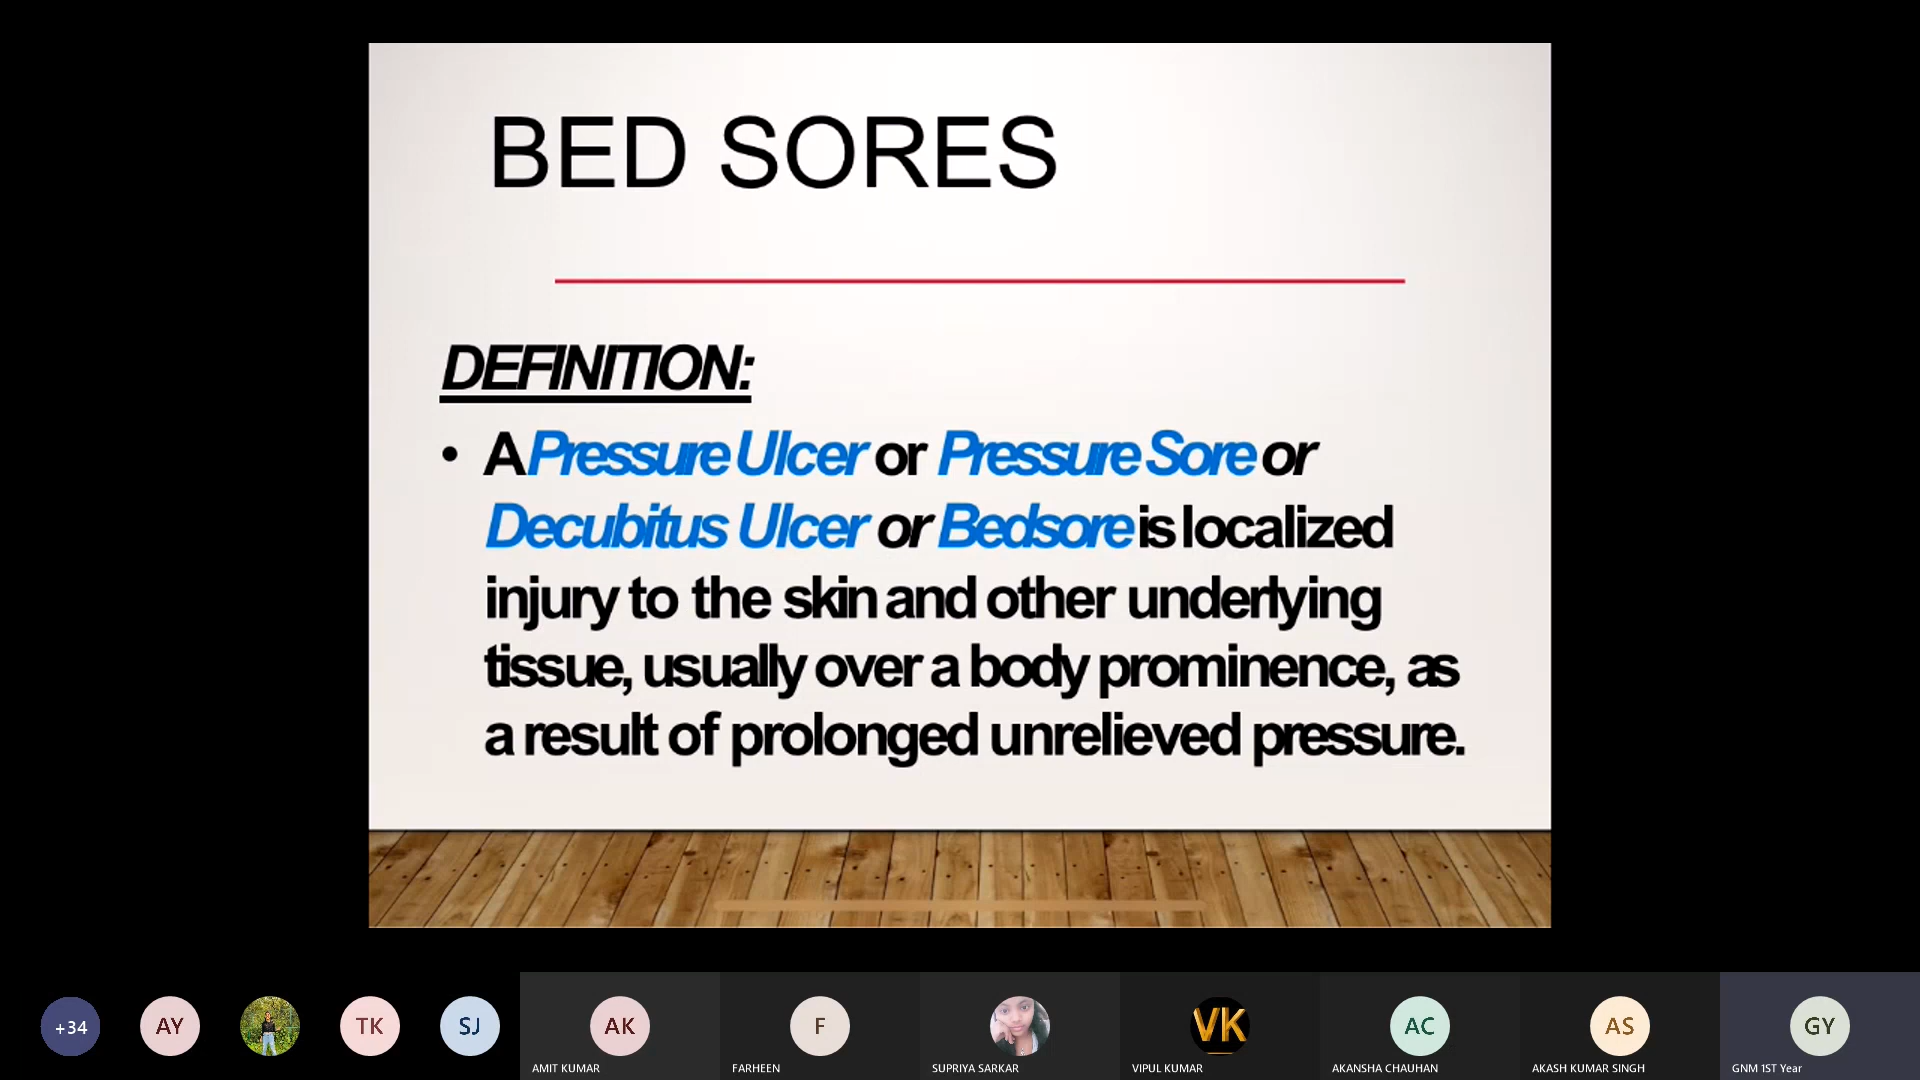 BED SORES
DEFINITION:
• A Pressure Ulcer or Pressure Sore or
Decubitus Ulcer or Bedsore is localized
injury to the skin and other underlying
tissue, usually over a body prominence, as
a result of prolonged unrelieved pressure.
+34
AY
TK
SJ
AK
F
VK
AC
AS
GY
AMIT KUMAR
FARHEEN
SUPRIYA SARKAR
VIPUL KUMAR
AKANSHA CHAUHAN
AKASH KUMAR SINGH
GNM 1ST Year